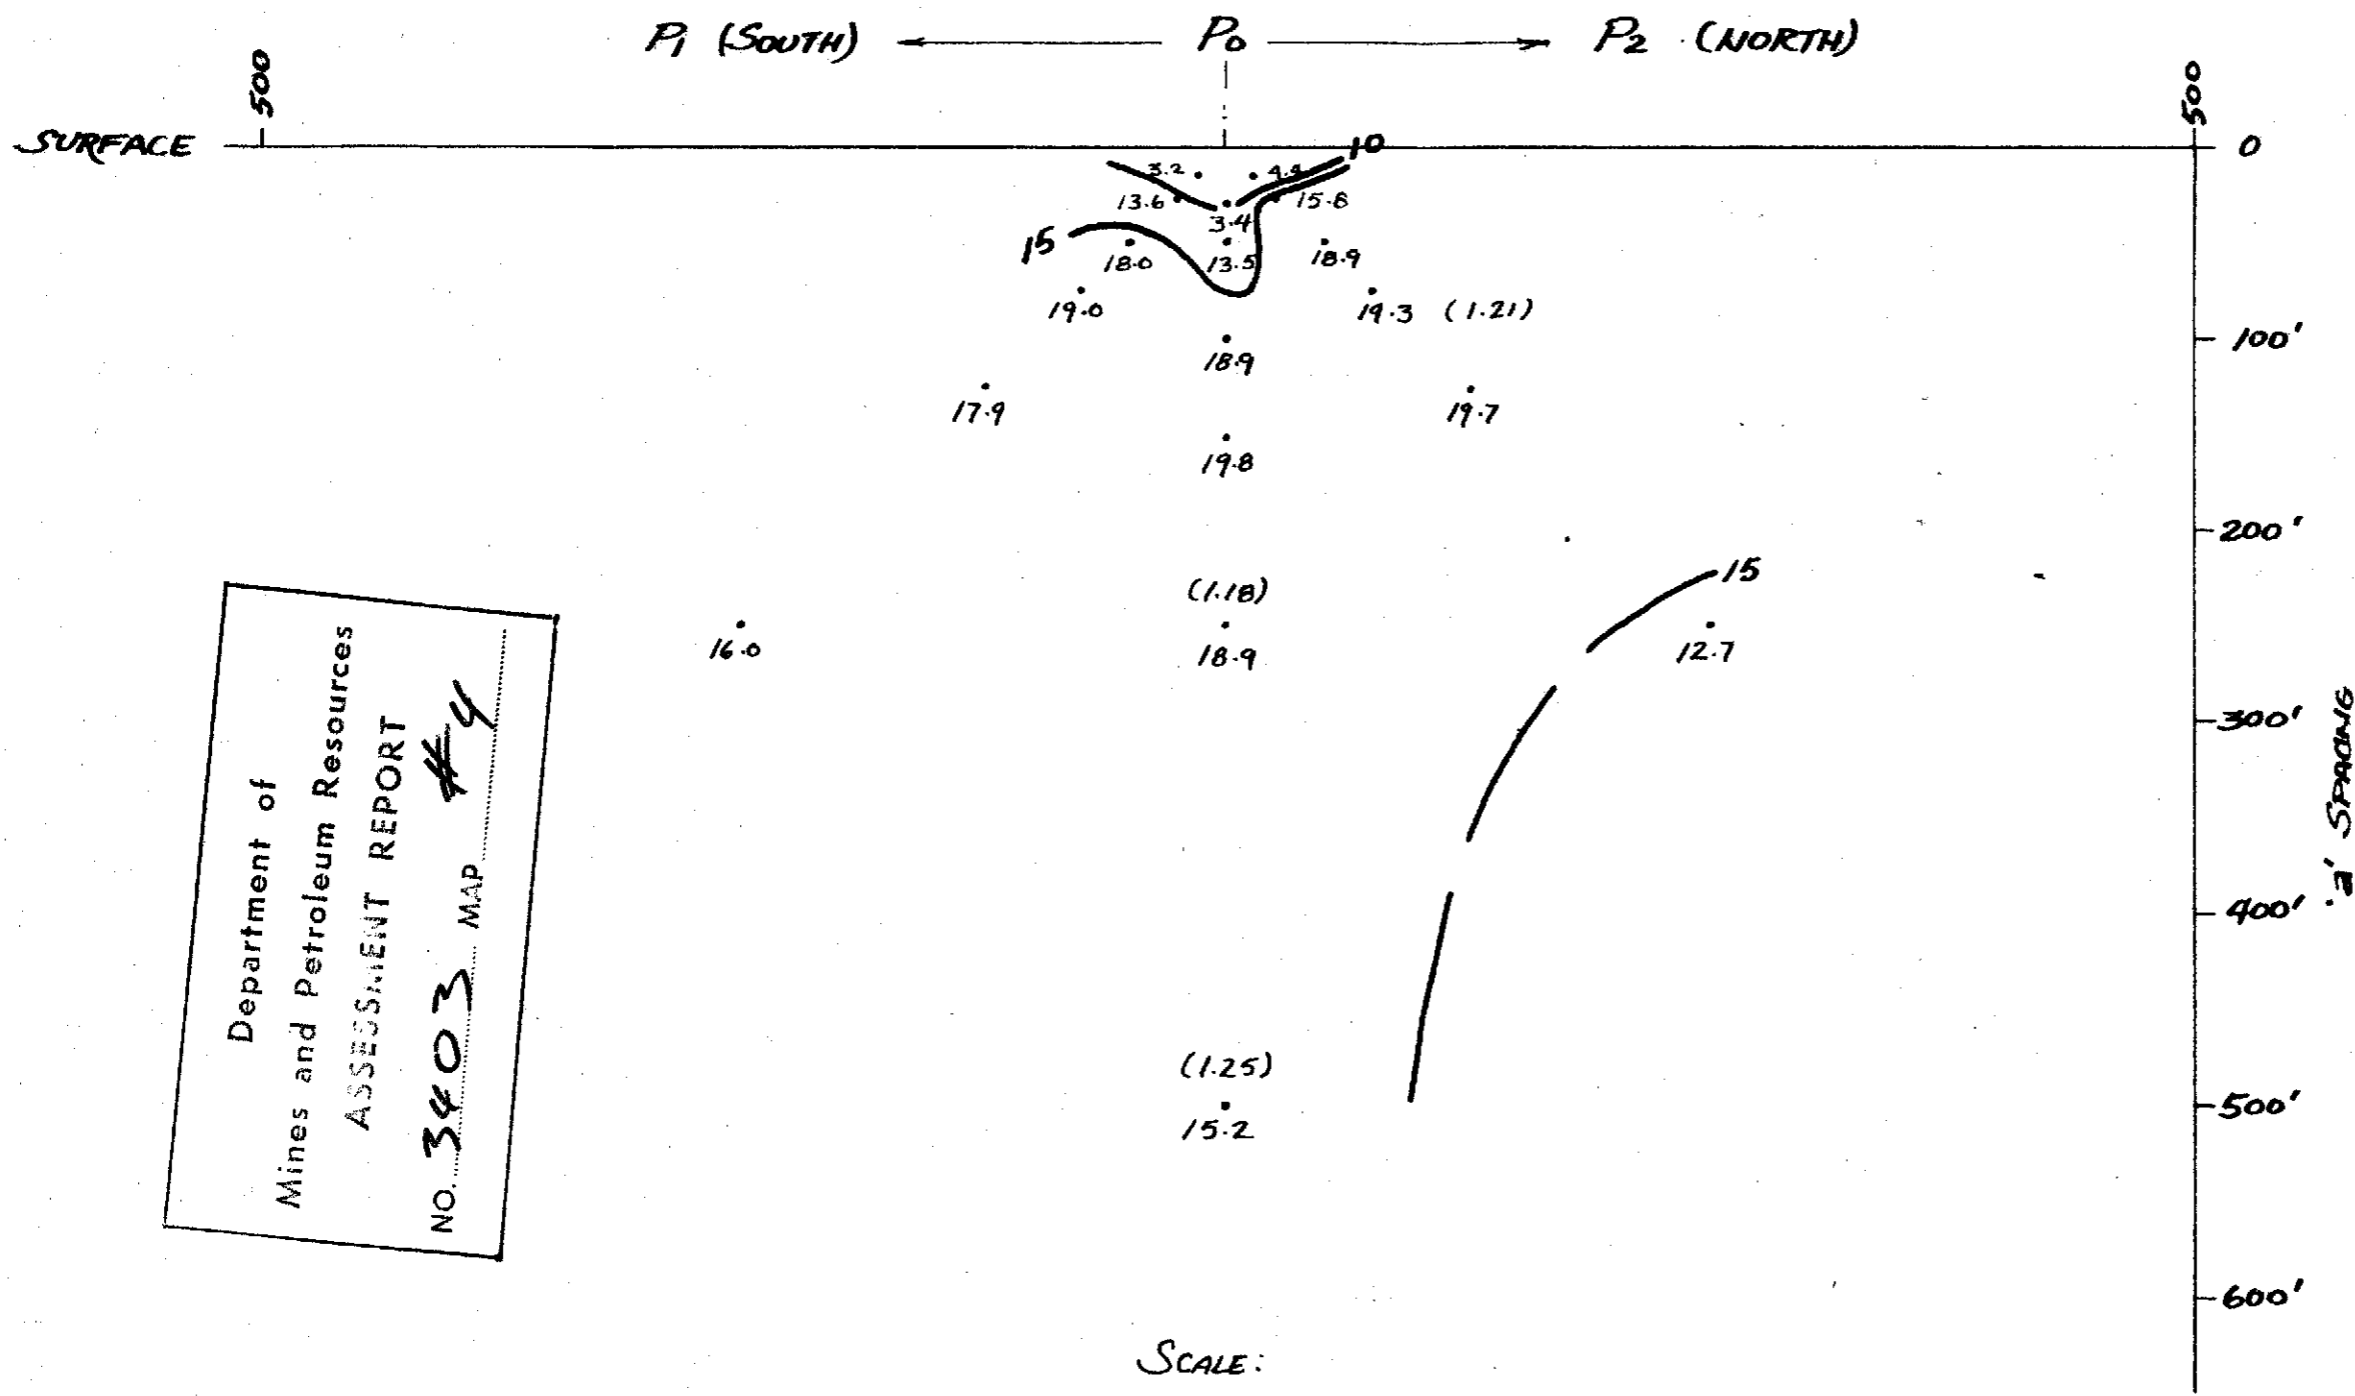 P1 (SOUTH) P0 P2 (NORTH)
500 500
SURFACE 0
10
3.2 4.4
13.6 15.8
3.4
15 18.0 13.5 18.9
19.0 19.3 (1.21)
100'
18.9
17.9 19.7
19.8
200'
15
(1.18)
16.0 18.9 12.7
300'
'a' SPACING
400'
(1.25)
500'
15.2
600'
SCALE:
Department of
Mines and Petroleum Resources
ASSESSMENT REPORT
NO. 3403 MAP #4